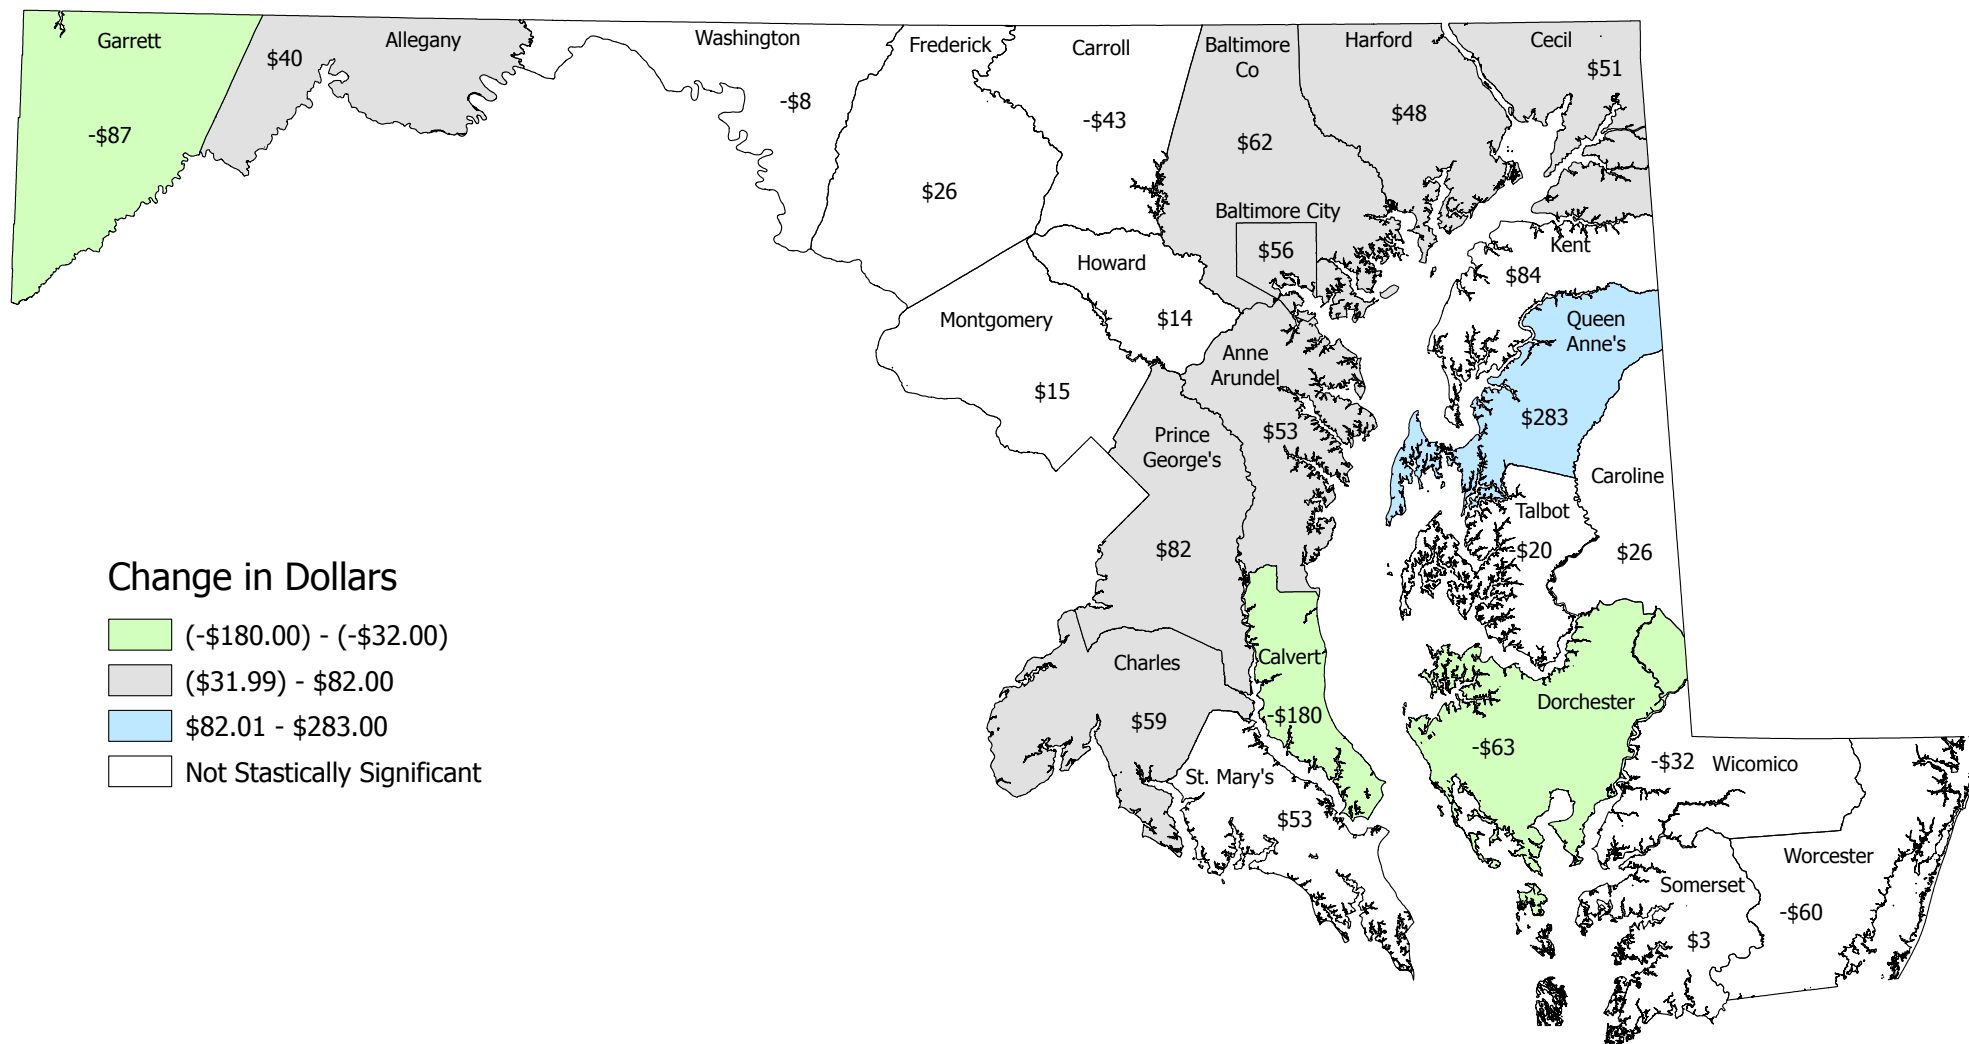 Garrett
-$87
$40
Allegany
Washington
-$8
Frederick
$26
Carroll
-$43
Baltimore
Co
$62
Harford
$48
Cecil
$51
Baltimore City
$56
Kent
$84
Howard
$14
Montgomery
$15
Queen
Anne's
$283
Anne
Arundel
$53
Prince
George's
$82
Caroline
$26
Talbot
$20
Change in Dollars
(-$180.00) - (-$32.00)
($31.99) - $82.00
$82.01 - $283.00
Not Stastically Significant
Charles
$59
Calvert
-$180
Dorchester
-$63
-$32
Wicomico
St. Mary's
$53
Worcester
-$60
Somerset
$3